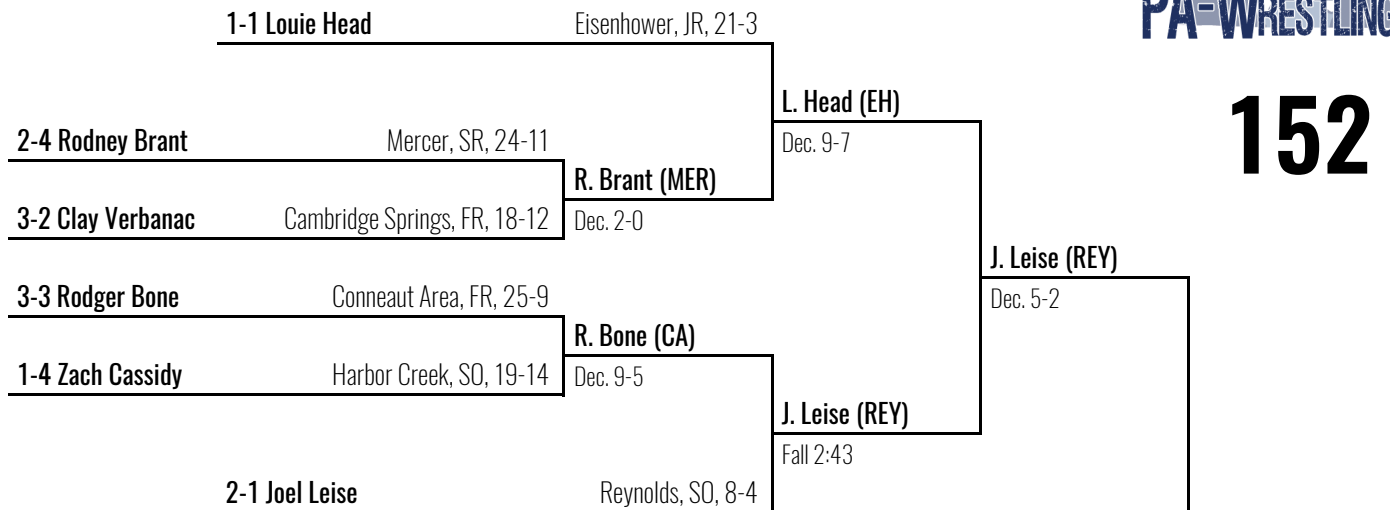 PA-WRESTLING
1-1 Louie Head Eisenhower, JR, 21-3
L. Head (EH)
152
2-4 Rodney Brant Mercer, SR, 24-11
Dec. 9-7
R. Brant (MER)
3-2 Clay Verbanac Cambridge Springs, FR, 18-12
Dec. 2-0
J. Leise (REY)
3-3 Rodger Bone Conneaut Area, FR, 25-9
Dec. 5-2
R. Bone (CA)
1-4 Zach Cassidy Harbor Creek, SO, 19-14
Dec. 9-5
J. Leise (REY)
Fall 2:43
2-1 Joel Leise Reynolds, SO, 8-4